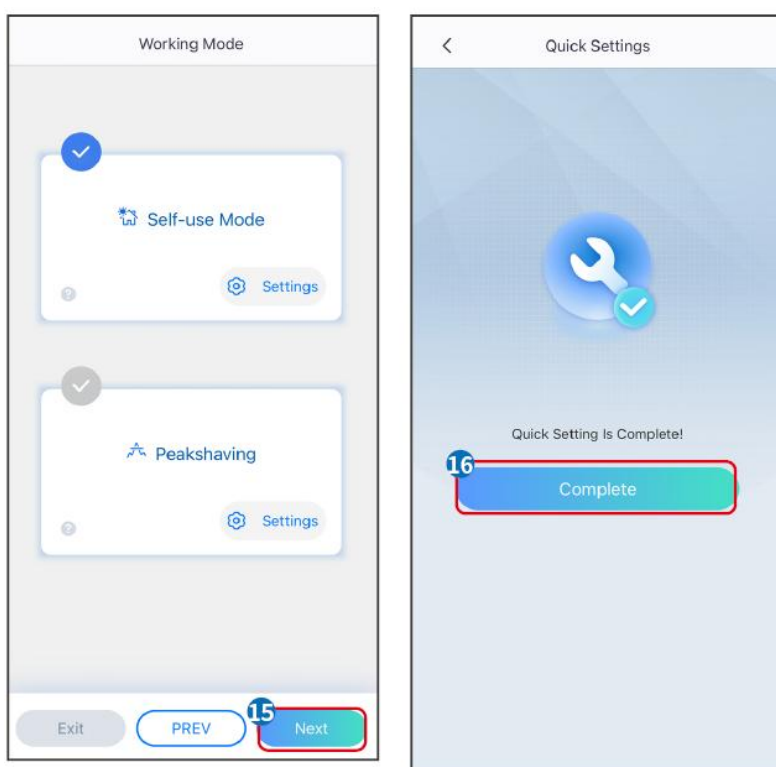 Working Mode
Self-use Mode
Settings
?
Peakshaving
Settings
?
Exit
PREV
15
Next
Quick Settings
Quick Setting Is Complete!
16
Complete